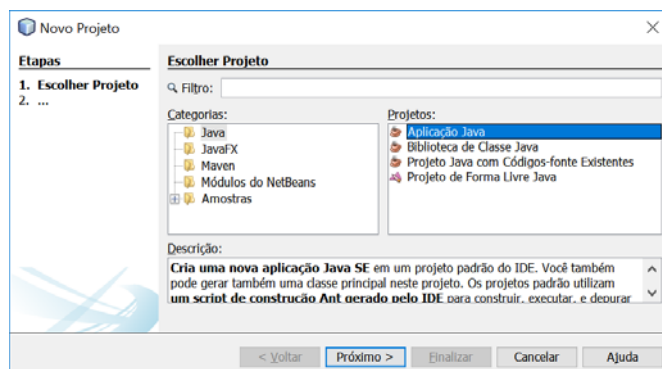 Novo Projeto
Etapas
1. Escolher Projeto
2. ...
Escolher Projeto
Filtro:
Categorias:
Java
JavaFX
Maven
Módulos do NetBeans
Amostras
Projetos:
Aplicação Java
Biblioteca de Classe Java
Projeto Java com Códigos-fonte Existentes
Projeto de Forma Livre Java
Descrição:
Cria uma nova aplicação Java SE em um projeto padrão do IDE. Você também
pode gerar também uma classe principal neste projeto. Os projetos padrão utilizam
um script de construção Ant gerado pelo IDE para construir, executar, e depurar
< Voltar
Próximo >
Finalizar
Cancelar
Ajuda